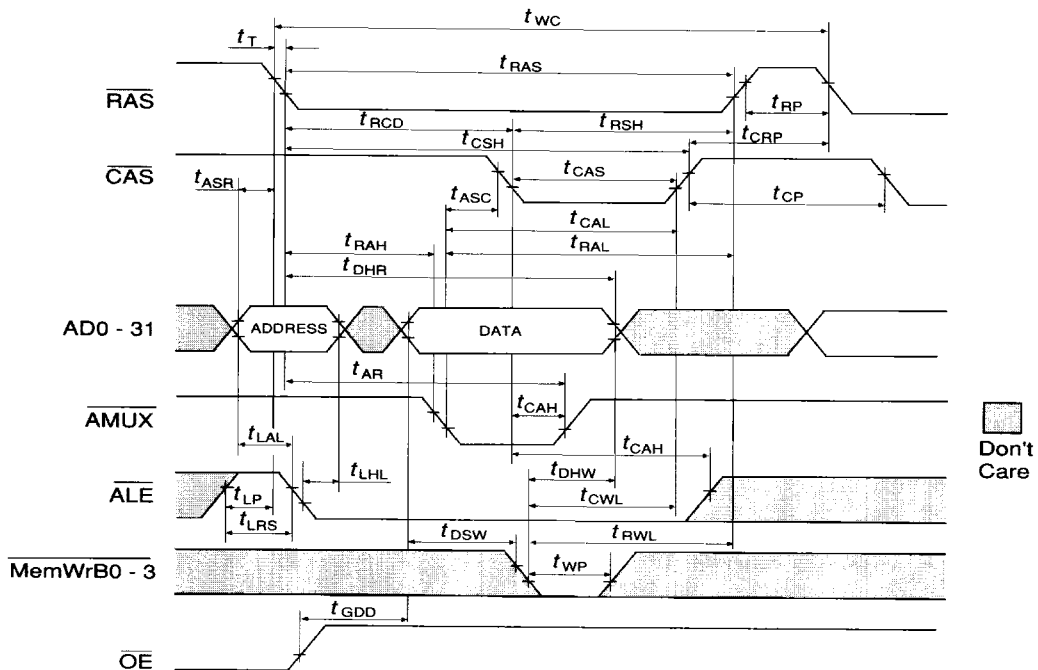 tWC
tT
tRAS
RAS
tRP
tRCD
tRSH
tCRP
tCSH
CAS
tASR
tCAS
tASC
tCP
tCAL
tRAH
tRAL
tDHR
AD0 - 31
ADDRESS
DATA
tAR
AMUX
tCAH
tLAL
tCAH
Don't
Care
tLHL
tDHW
ALE
tLP
tCWL
tLRS
tDSW
tRWL
MemWrB0 - 3
tWP
tGDD
OE